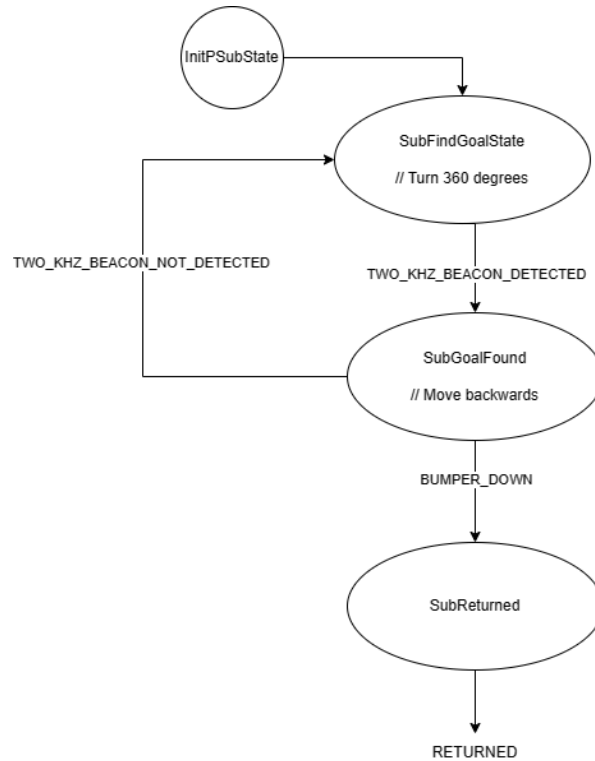 InitPSubState
SubFindGoalState
// Turn 360 degrees
TWO_KHZ_BEACON_NOT_DETECTED
TWO_KHZ_BEACON_DETECTED
SubGoalFound
// Move backwards
BUMPER_DOWN
SubReturned
RETURNED